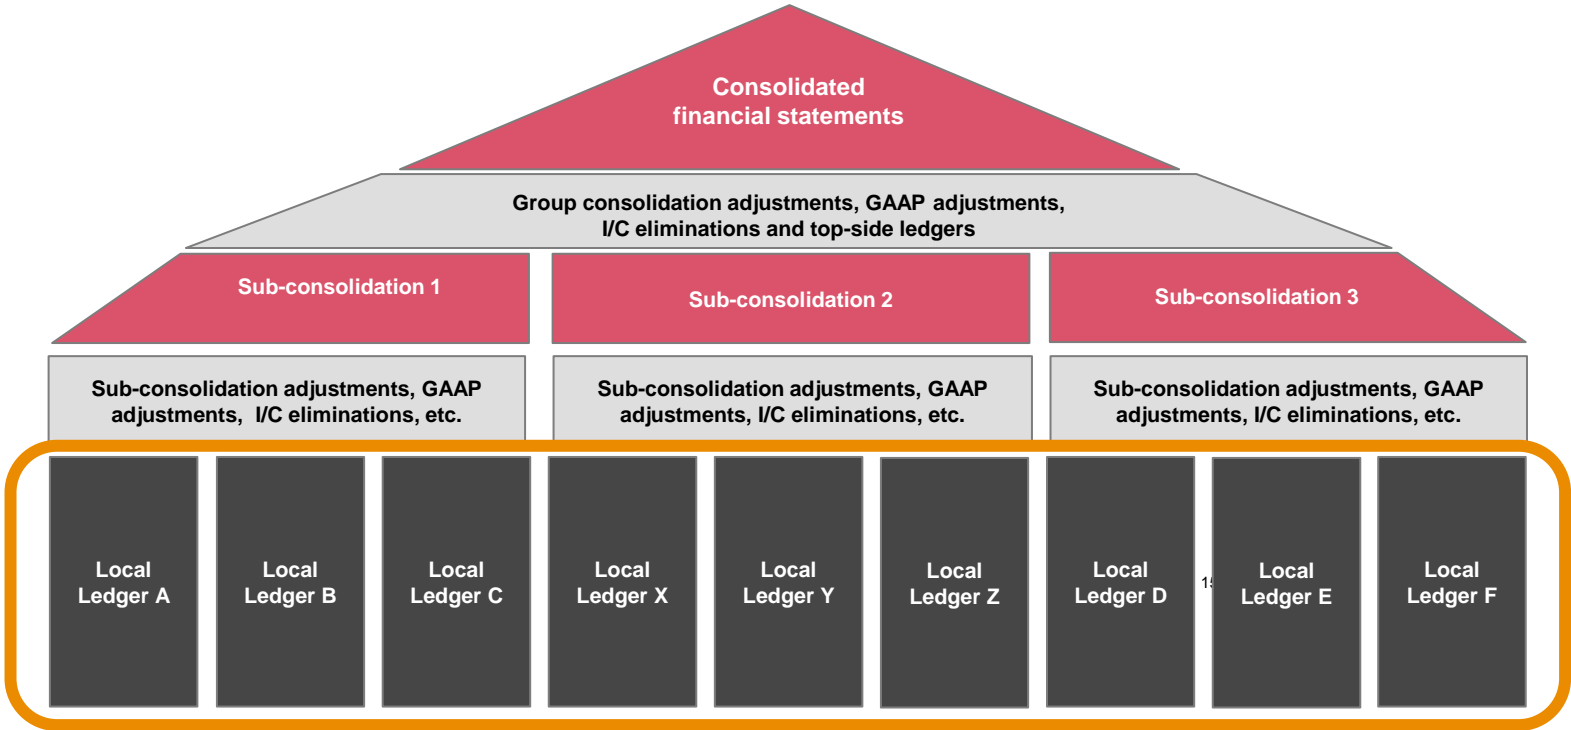 Consolidated
financial statements
Group consolidation adjustments, GAAP adjustments,
I/C eliminations and top-side ledgers
Sub-consolidation 1
Sub-consolidation 2
Sub-consolidation 3
Sub-consolidation adjustments, GAAP
adjustments, I/C eliminations, etc.
Sub-consolidation adjustments, GAAP
adjustments, I/C eliminations, etc.
Sub-consolidation adjustments, GAAP
adjustments, I/C eliminations, etc.
Local
Ledger A
Local
Ledger B
Local
Ledger C
Local
Ledger X
Local
Ledger Y
Local
Ledger Z
Local
Ledger D
Local
Ledger E
Local
Ledger F